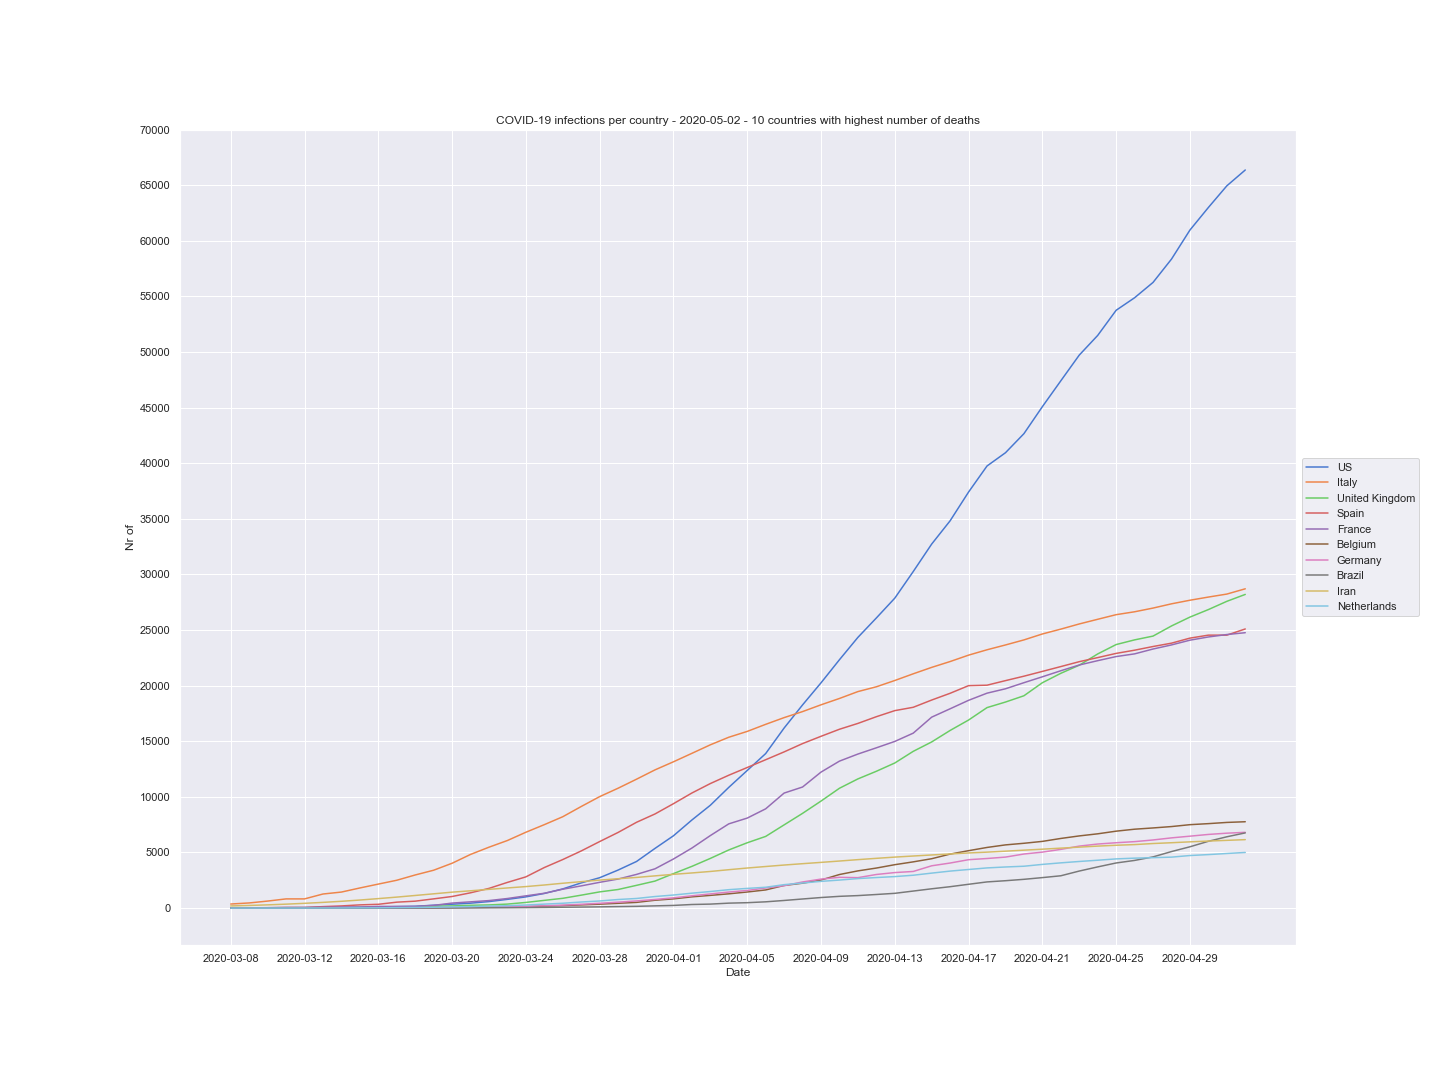 COVID-19 infections per country - 2020-05-02 - 10 countries with highest number of deaths
70000
65000
60000
55000
50000
45000
40000
35000
30000
25000
20000
15000
10000
5000
0
Nr of
2020-03-08 2020-03-12 2020-03-16 2020-03-20 2020-03-24 2020-03-28 2020-04-01 2020-04-05 2020-04-09 2020-04-13 2020-04-17 2020-04-21 2020-04-25 2020-04-29
Date
US
Italy
United Kingdom
Spain
France
Belgium
Germany
Brazil
Iran
Netherlands